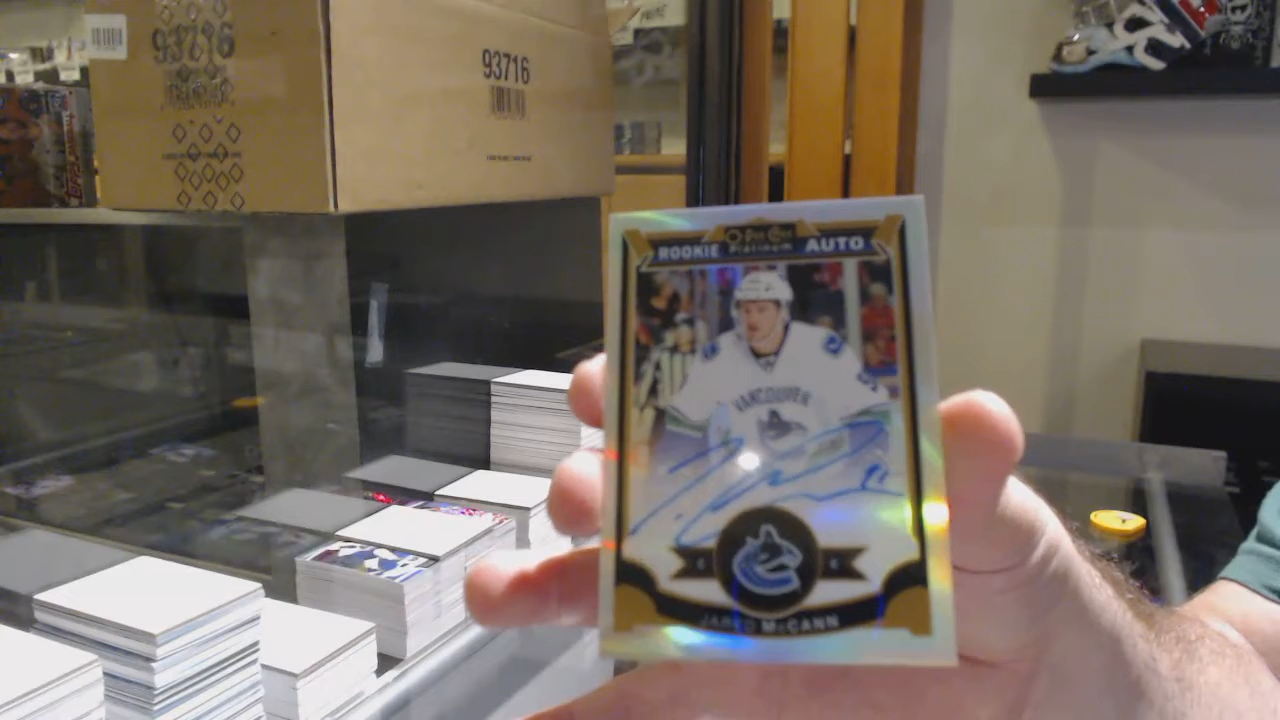 93716
93716
O-Pee-Chee
ROOKIE Platinum AUTO
VANCOUVER
C C
JARED McCANN